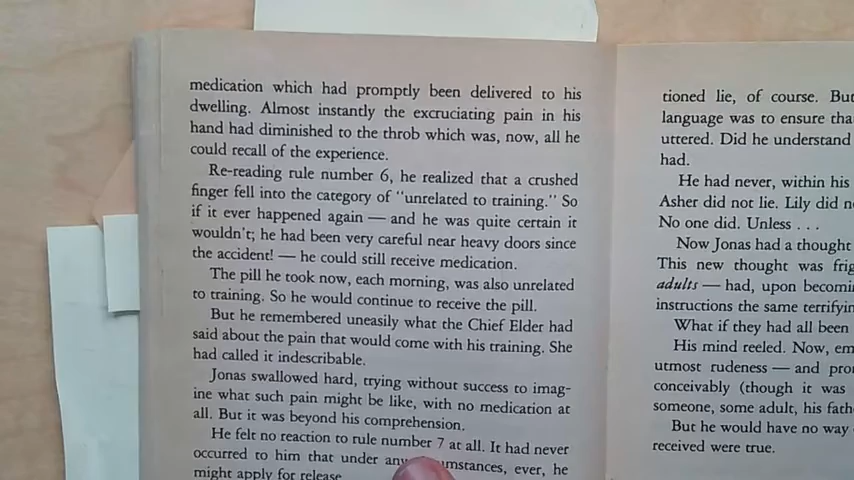 medication which had promptly been delivered to his
dwelling. Almost instantly the excruciating pain in his
hand had diminished to the throb which was, now, all he
could recall of the experience.
Re-reading rule number 6, he realized that a crushed
finger fell into the category of "unrelated to training." So
if it ever happened again — and he was quite certain it
wouldn't; he had been very careful near heavy doors since
the accident! — he could still receive medication.
The pill he took now, each morning, was also unrelated
to training. So he would continue to receive the pill.
But he remembered uneasily what the Chief Elder had
said about the pain that would come with his training. She
had called it indescribable.
Jonas swallowed hard, trying without success to imag-
ine what such pain might be like, with no medication at
all. But it was beyond his comprehension.
He felt no reaction to rule number 7 at all. It had never
occurred to him that under any umstances, ever, he
might apply for release.
tioned lie, of course. But
language was to ensure tha
uttered. Did he understand
had.
He had never, within his
Asher did not lie. Lily did n
No one did. Unless . . .
Now Jonas had a thought
This new thought was frig
adults — had, upon becomi
instructions the same terrifyin
What if they had all been
His mind reeled. Now, em
utmost rudeness — and pro
conceivably (though it was
someone, some adult, his fath
But he would have no way
received were true.